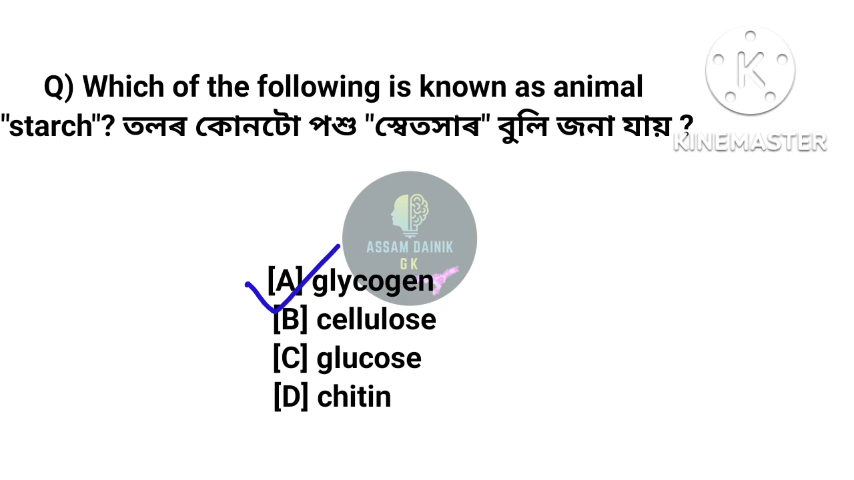 Q) Which of the following is known as animal
"starch"? তলৰ কোনটো পশু "স্বেতসাৰ" বুলি জনা যায় ?
KINEMASTER
ASSAM DAINIK
GK
[A] glycogen
[B] cellulose
[C] glucose
[D] chitin